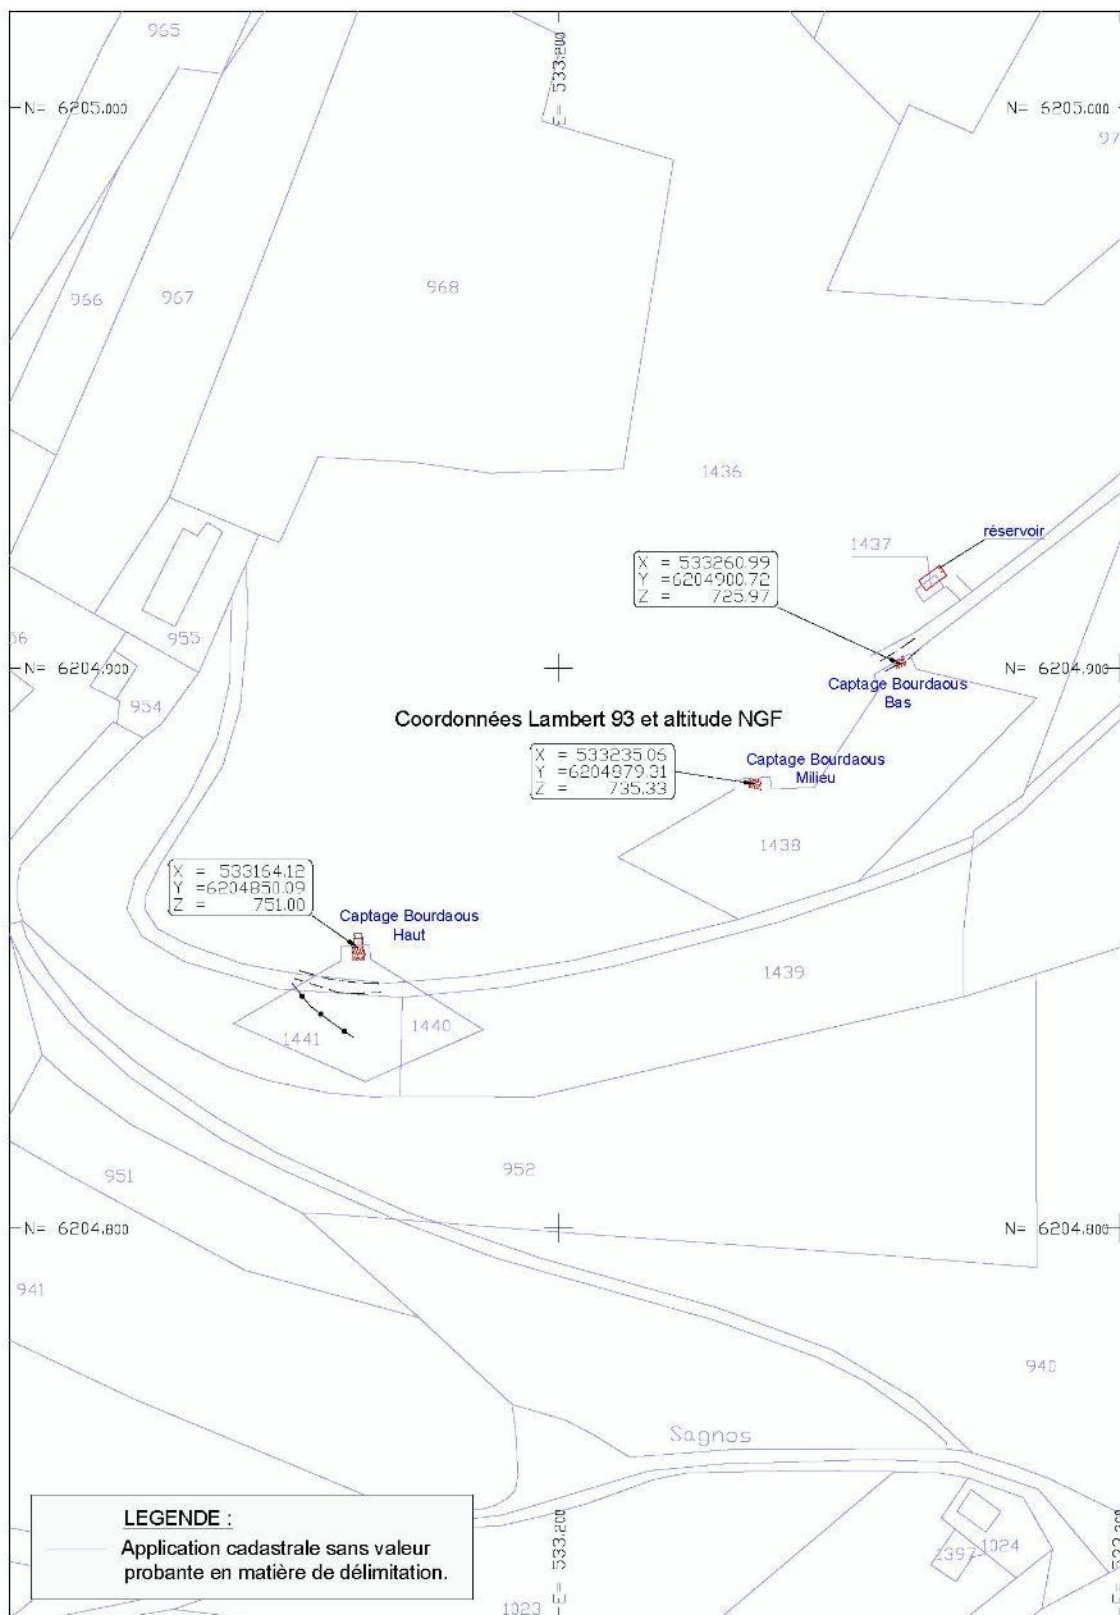 965
E= 533.200
N= 6205.000
N= 6205.000
97
966
967
968
1436
réservoir
1437
X = 533260.99
Y =6204900.72
Z = 725.97
56
955
N= 6204.900
N= 6204.900
Captage Bourdaous
Bas
954
Coordonnées Lambert 93 et altitude NGF
X = 533235.06
Y =6204879.31
Z = 735.33
Captage Bourdaous
Milieu
1438
X = 533164.12
Y =6204850.09
Z = 751.00
Captage Bourdaous
Haut
1439
1440
1441
951
952
N= 6204.800
N= 6204.800
941
940
Sagnos
LEGENDE :
Application cadastrale sans valeur
probante en matière de délimitation.
E= 533.200
1397
1024
1023